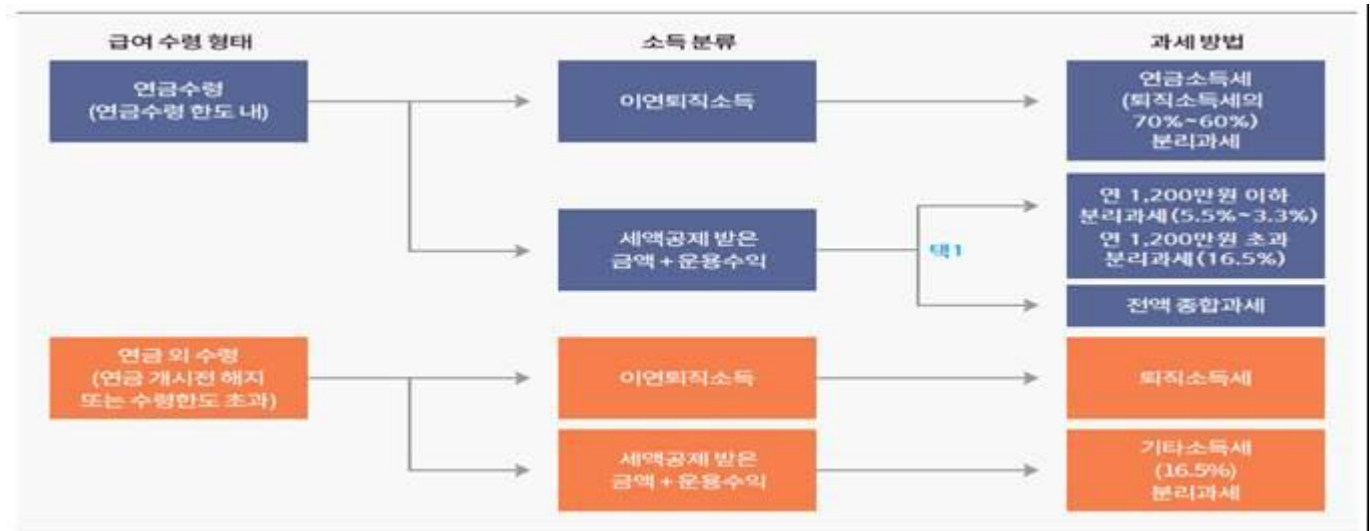 급여 수령 형태
소득 분류
과세 방법
연금수령
(연금수령 한도 내)
이연퇴직소득
연금소득세
(퇴직소득세의
70%~60%)
분리과세
세액공제 받은
금액 + 운용수익
택1
연 1,200만원 이하
분리과세(5.5%~3.3%)
연 1,200만원 초과
분리과세(16.5%)
전액 종합과세
연금 외 수령
(연금 개시전 해지
또는 수령한도 초과)
이연퇴직소득
퇴직소득세
세액공제 받은
금액 + 운용수익
기타소득세
(16.5%)
분리과세